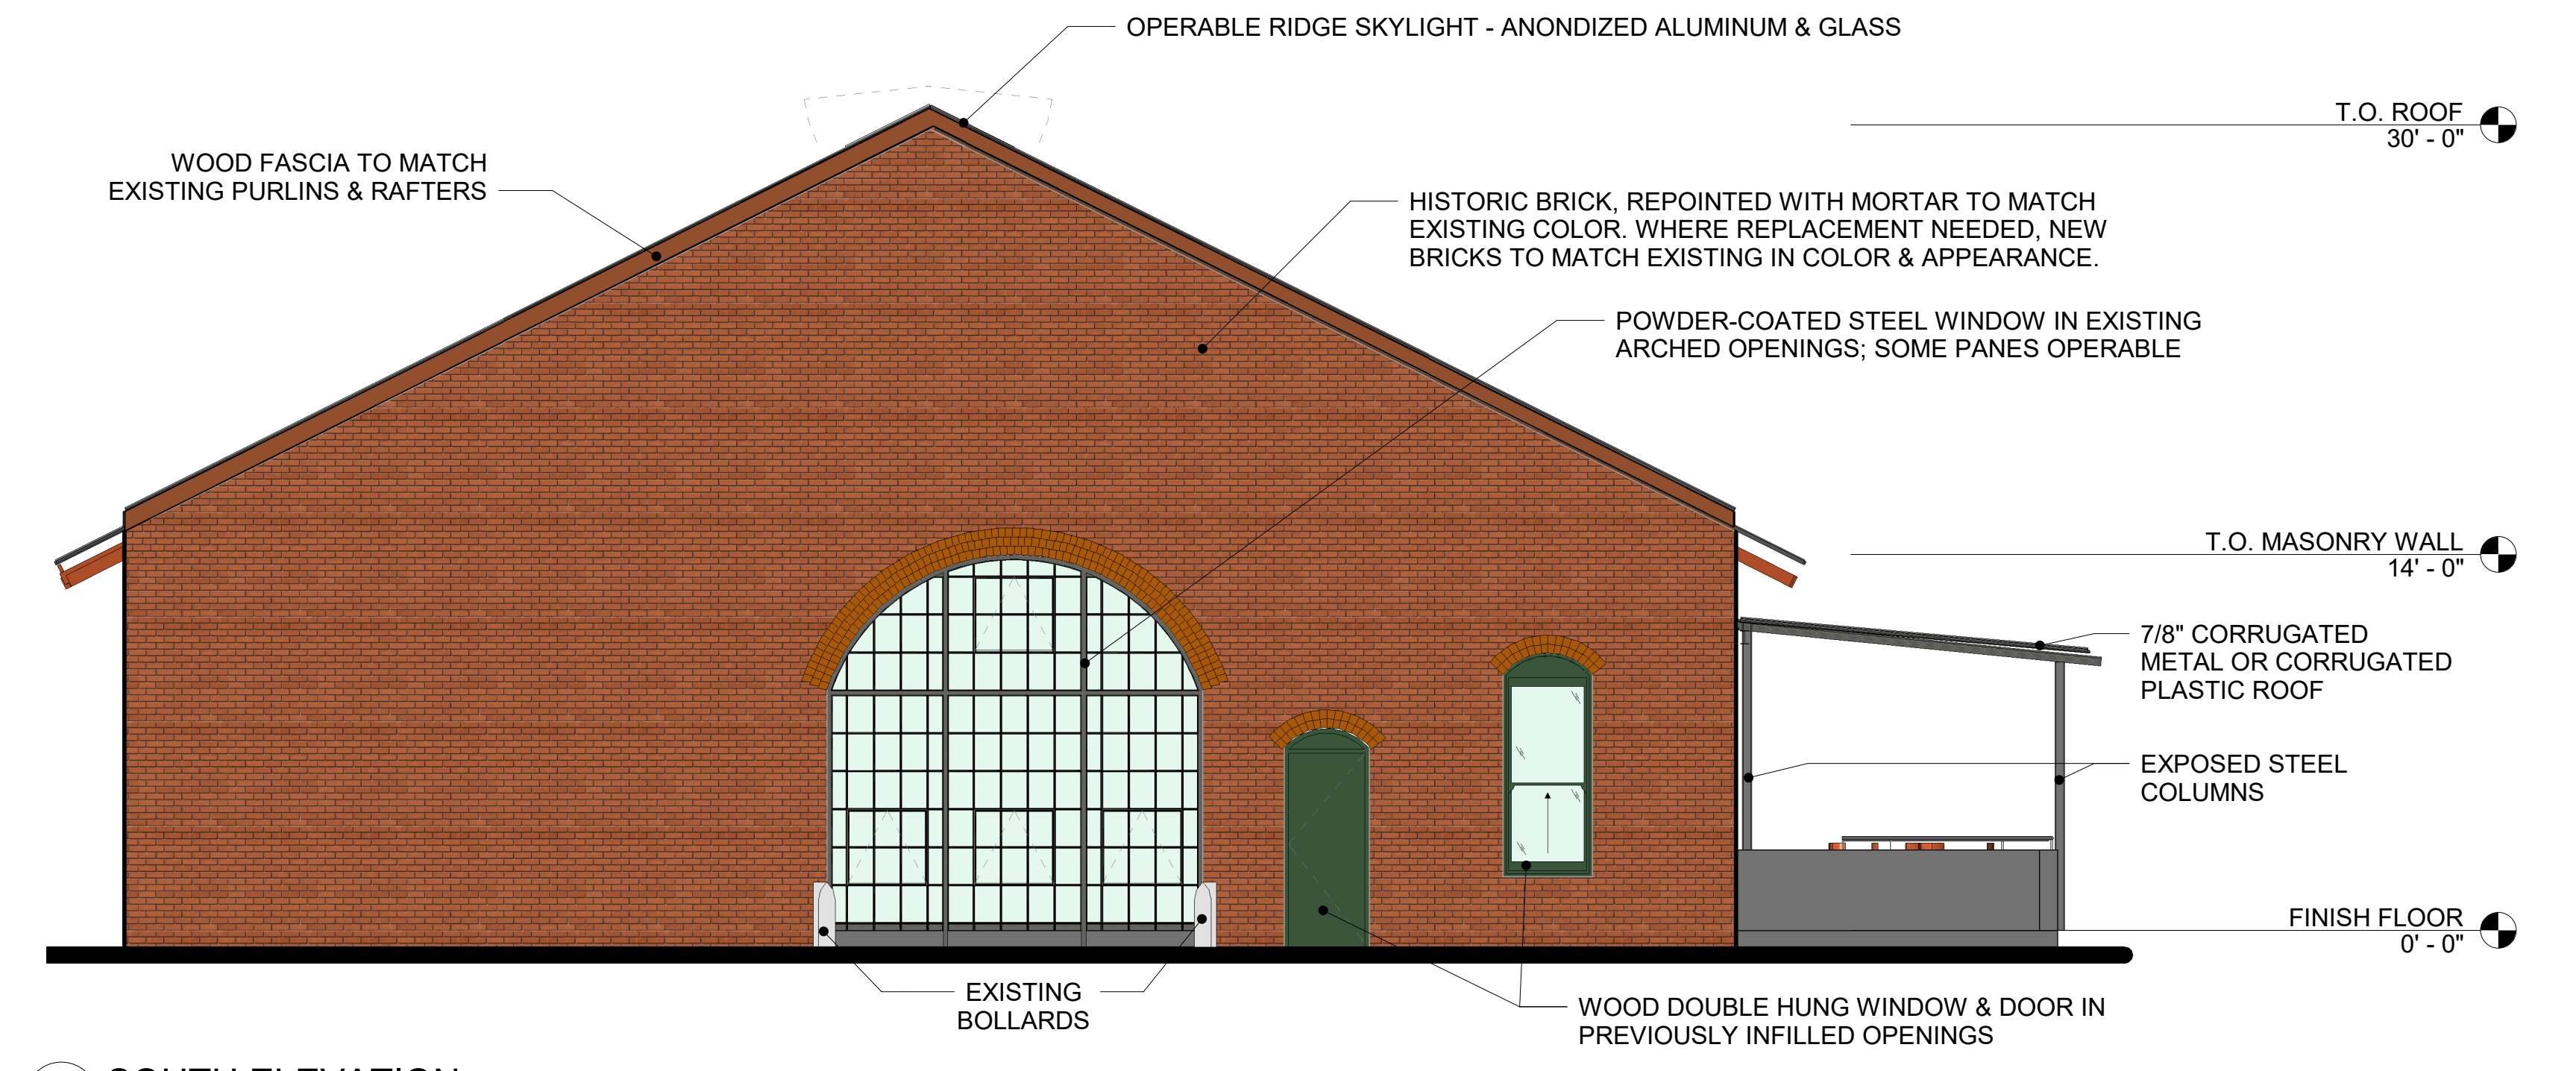 OPERABLE RIDGE SKYLIGHT - ANONDIZED ALUMINUM & GLASS
T.O. ROOF
30' - 0"
WOOD FASCIA TO MATCH
EXISTING PURLINS & RAFTERS
HISTORIC BRICK, REPOINTED WITH MORTAR TO MATCH
EXISTING COLOR. WHERE REPLACEMENT NEEDED, NEW
BRICKS TO MATCH EXISTING IN COLOR & APPEARANCE.
POWDER-COATED STEEL WINDOW IN EXISTING
ARCHED OPENINGS; SOME PANES OPERABLE
T.O. MASONRY WALL
14' - 0"
7/8" CORRUGATED
METAL OR CORRUGATED
PLASTIC ROOF
EXPOSED STEEL
COLUMNS
FINISH FLOOR
0' - 0"
EXISTING
BOLLARDS
WOOD DOUBLE HUNG WINDOW & DOOR IN
PREVIOUSLY INFILLED OPENINGS
SOUTH ELEVATION